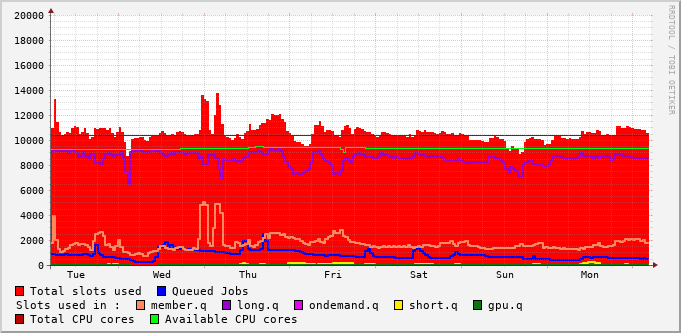 20000
18000
16000
14000
12000
10000
8000
6000
4000
2000
0
Tue Wed Thu Fri Sat Sun Mon
RRDTOOL / TOBI OETIKER
Total slots used Queued Jobs
Slots used in : member.q long.q ondemand.q short.q gpu.q
Total CPU cores Available CPU cores